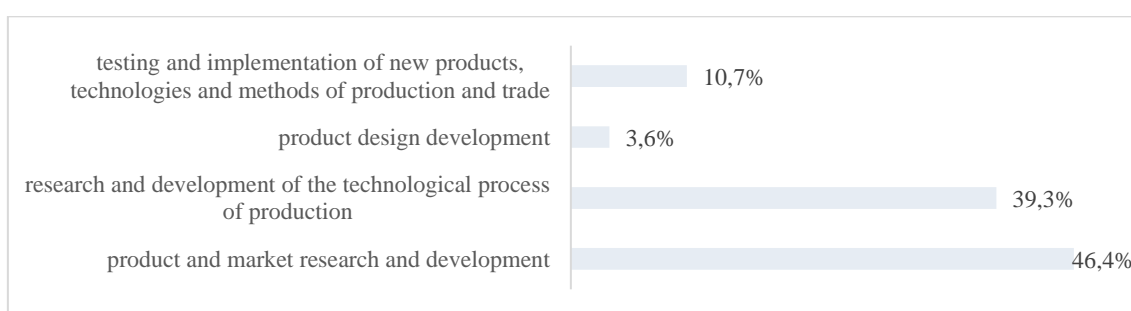 testing and implementation of new products,
technologies and methods of production and trade
10,7%
product design development
3,6%
research and development of the technological process
of production
39,3%
product and market research and development
46,4%